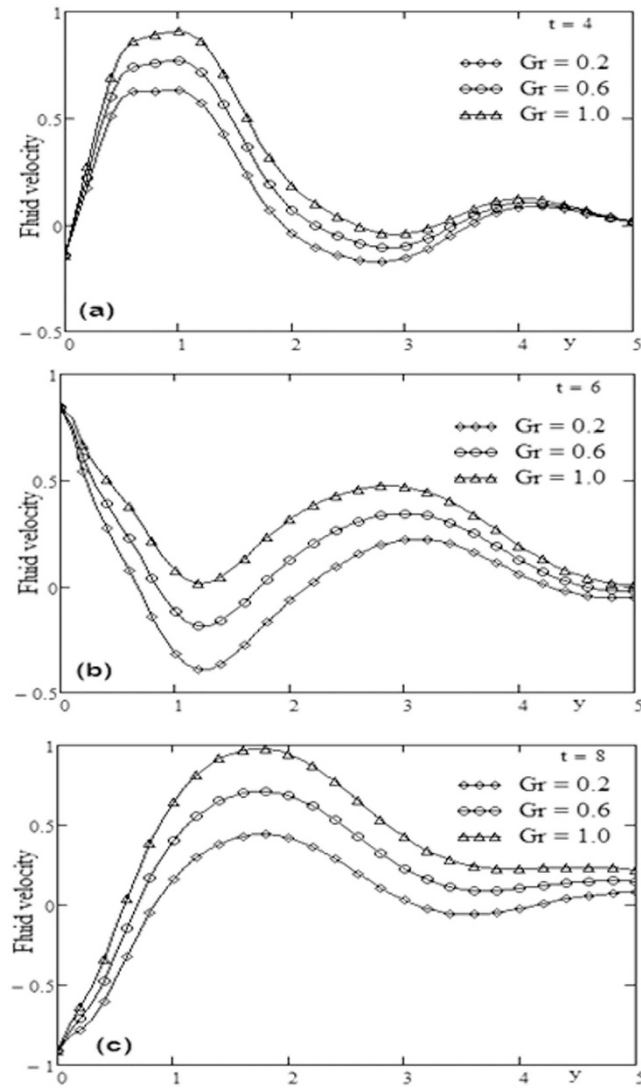 1
t = 4
Gr = 0.2
Gr = 0.6
Gr = 1.0
0.5
Fluid velocity
0
(a)
− 0.5
0 1 2 3 y 4 5
1
t = 6
Gr = 0.2
Gr = 0.6
Gr = 1.0
0.5
Fluid velocity
0
(b)
− 0.5
0 1 2 3 4 y 5
1
t = 8
Gr = 0.2
Gr = 0.6
Gr = 1.0
0.5
Fluid velocity
0
− 0.5
(c)
− 1
0 1 2 3 4 y 5